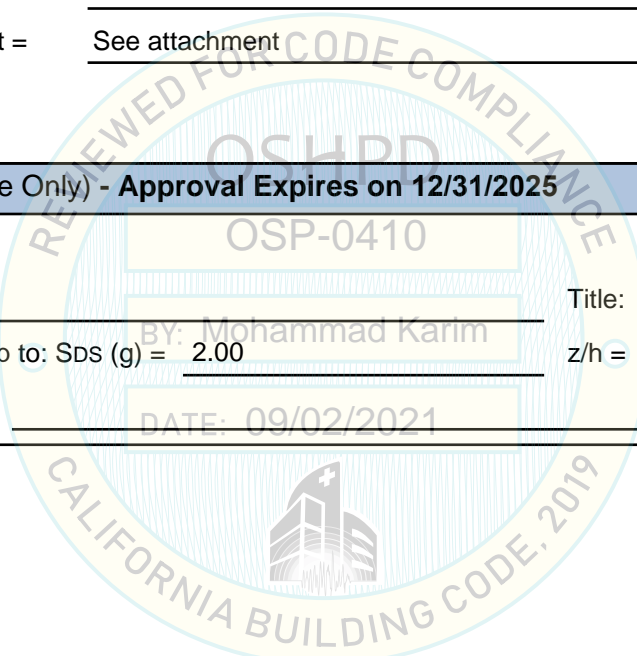 t = See attachment
REVIEWED FOR CODE COMPLIANCE
OSHPD
e Only) - Approval Expires on 12/31/2025
OSP-0410
Title:
BY: Mohammad Karim
o to: SDS (g) = 2.00 z/h =
DATE: 09/02/2021
CALIFORNIA BUILDING CODE, 2019